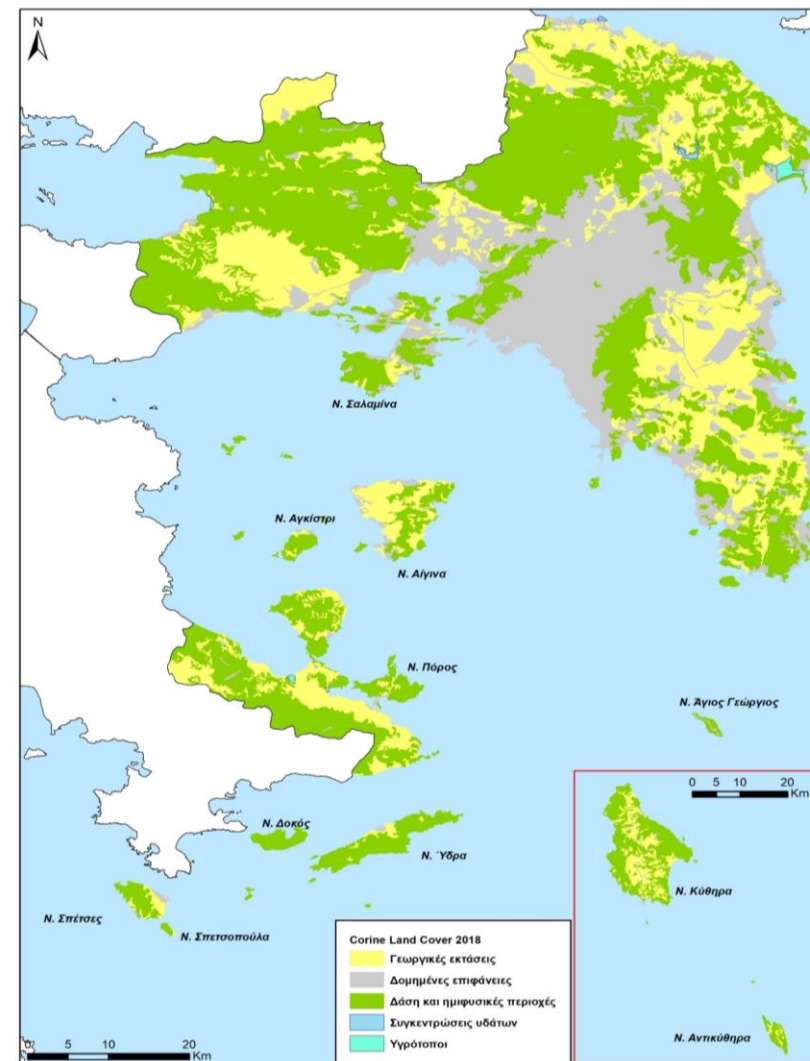 N
Ν. Σαλαμίνα
Ν. Αγκίστρι
Ν. Αίγινα
Ν. Πόρος
Ν. Άγιος Γεώργιος
0 5 10 20
Km
Ν. Δοκός
Ν. Ύδρα
Ν. Κύθηρα
Ν. Σπέτσες
Ν. Σπετσοπούλα
Corine Land Cover 2018
Γεωργικές εκτάσεις
Δομημένες επιφάνειες
Δάση και ημιφυσικές περιοχές
Συγκεντρώσεις υδάτων
Υγρότοποι
Ν. Αντικύθηρα
0 5 10 20
Km